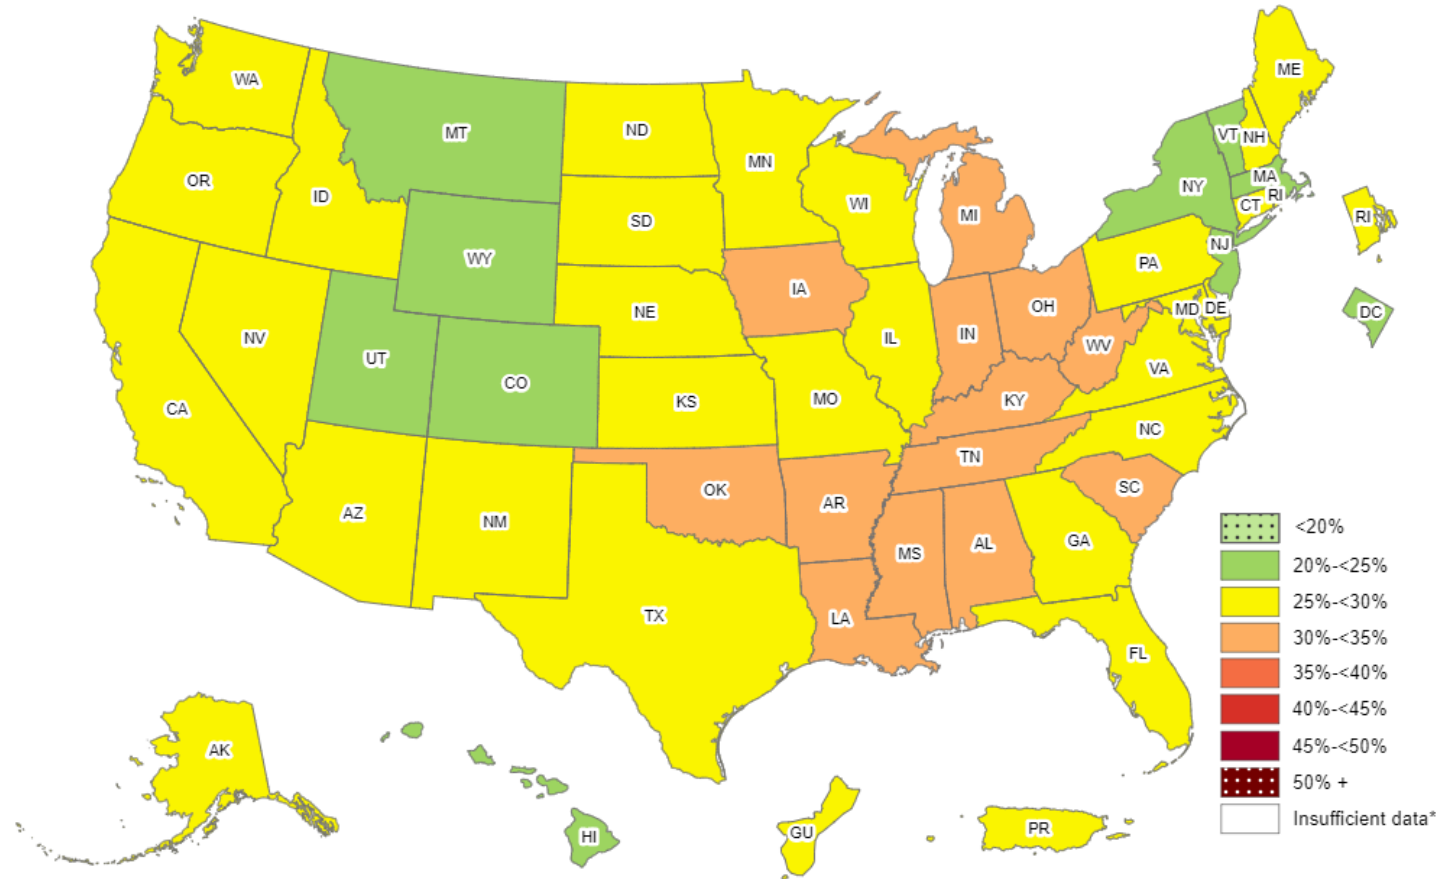 WA
MT
ND
MN
OR
ID
SD
WI
WY
MI
NV
UT
CO
NE
IA
IL
IN
OH
PA
NY
VT
NH
ME
MA
RI
CT
NJ
MD
DE
WV
VA
CA
KS
MO
KY
NC
TN
AZ
NM
OK
AR
SC
MS
AL
GA
TX
LA
FL
AK
HI
GU
PR
RI
DC
<20%
20%-<25%
25%-<30%
30%-<35%
35%-<40%
40%-<45%
45%-<50%
50% +
Insufficient data*